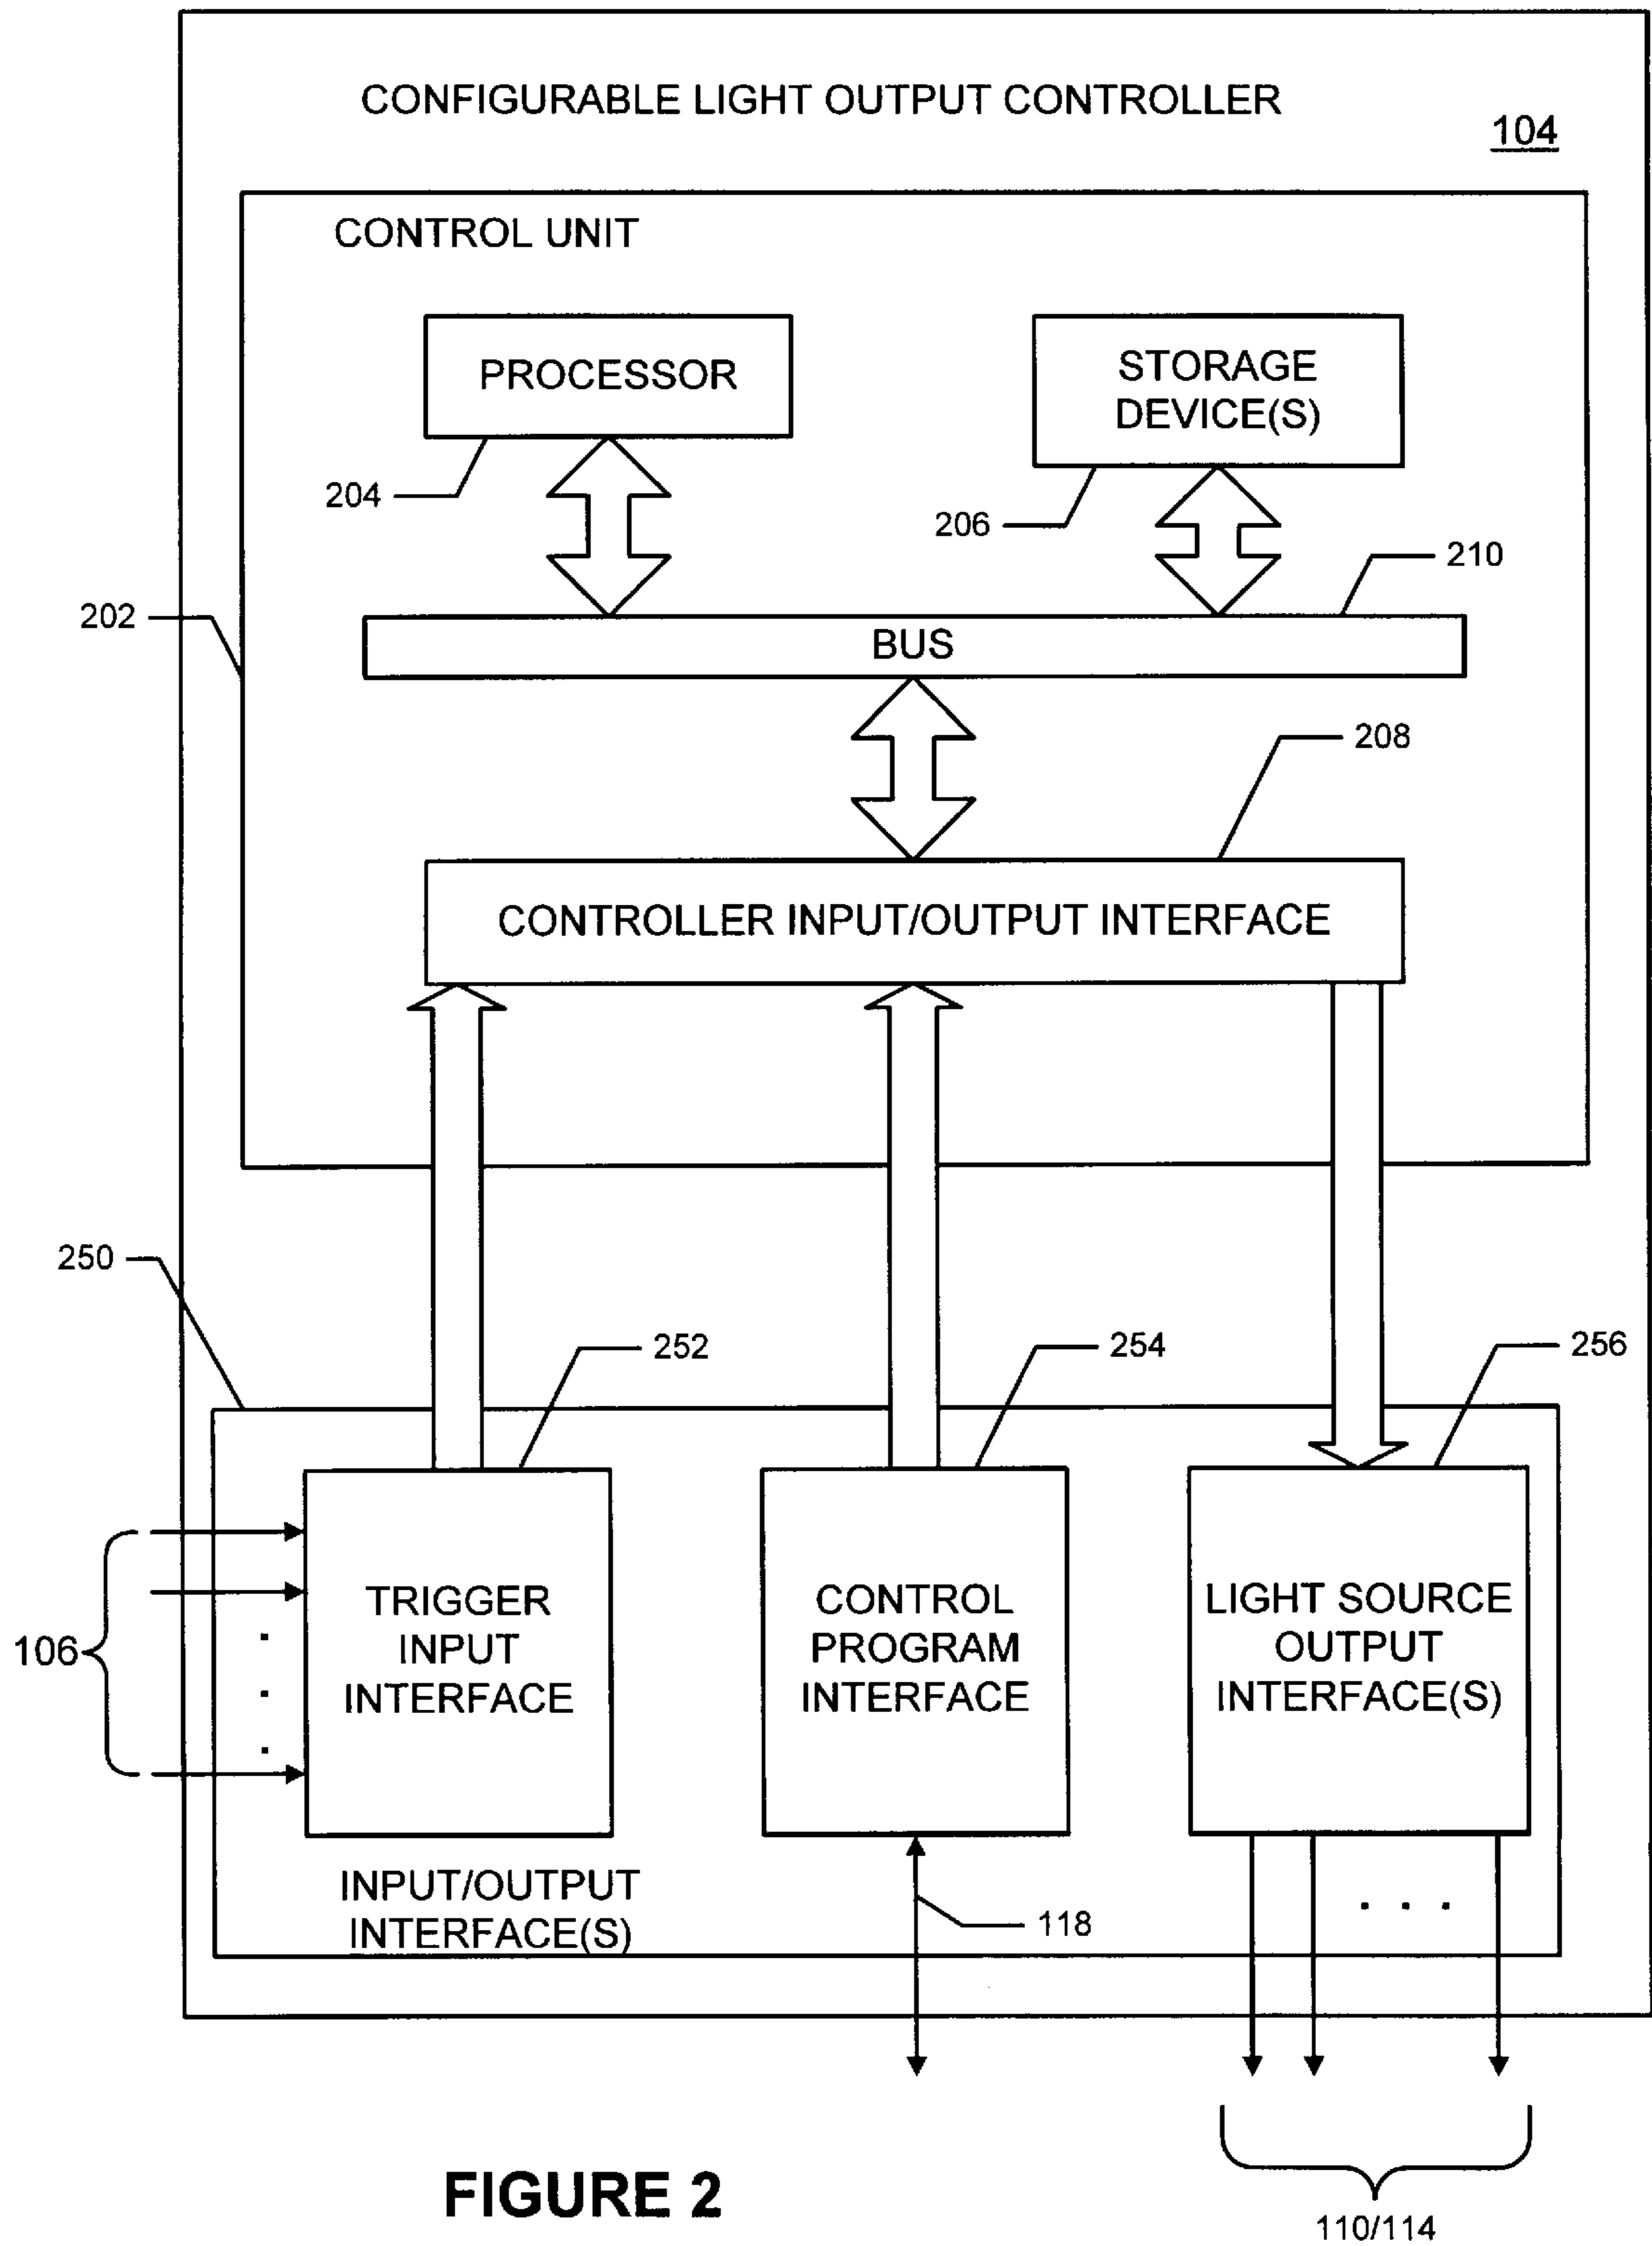 CONFIGURABLE LIGHT OUTPUT CONTROLLER
104
CONTROL UNIT
PROCESSOR
STORAGE
DEVICE(S)
204
206
210
202
BUS
208
CONTROLLER INPUT/OUTPUT INTERFACE
250
252
254
256
106
TRIGGER
INPUT
INTERFACE
CONTROL
PROGRAM
INTERFACE
LIGHT SOURCE
OUTPUT
INTERFACE(S)
INPUT/OUTPUT
INTERFACE(S)
118
. . .
FIGURE 2
110/114